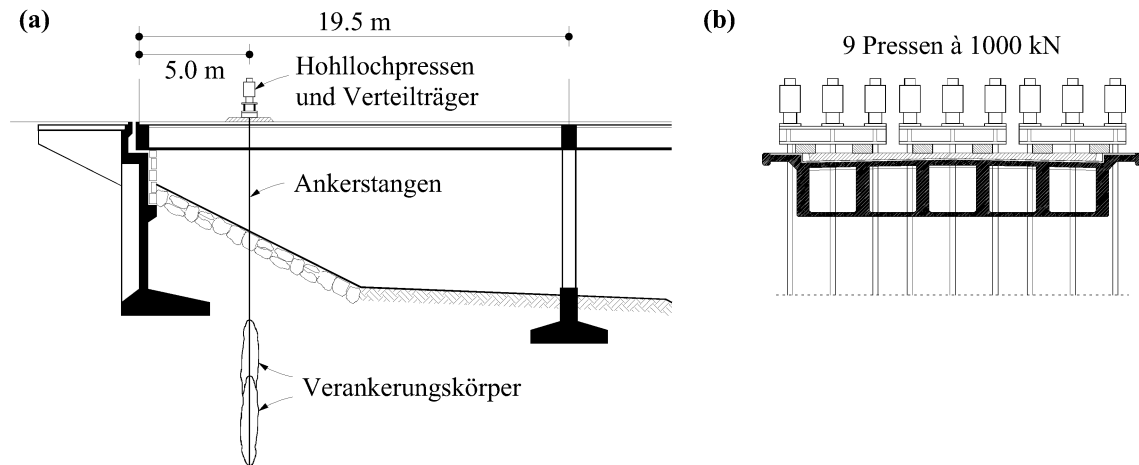 (a)
19.5 m
5.0 m
Hohllochpressen
und Verteilträger
Ankerstangen
Verankerungskörper
(b)
9 Pressen à 1000 kN